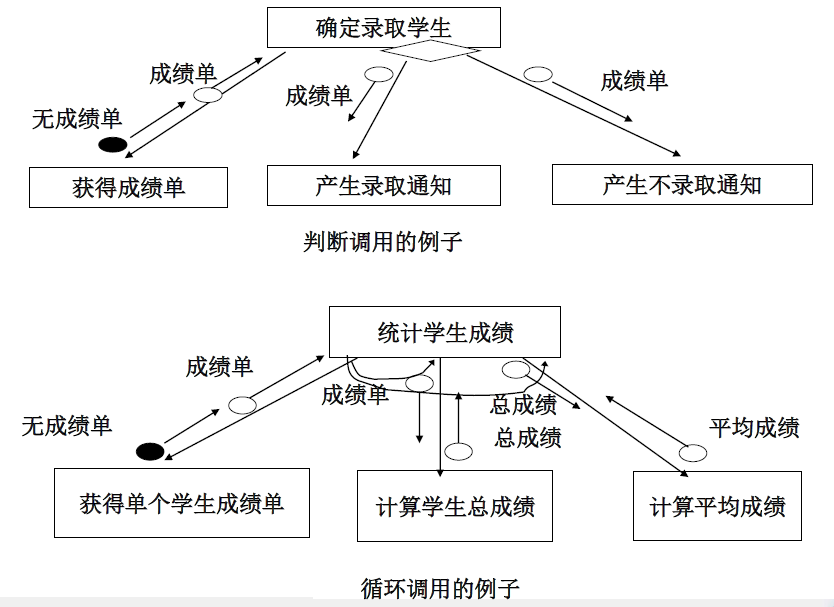 确定录取学生
成绩单
成绩单
成绩单
无成绩单
获得成绩单
产生录取通知
产生不录取通知
判断调用的例子
统计学生成绩
成绩单
成绩单
总成绩
无成绩单
总成绩
平均成绩
获得单个学生成绩单
计算学生总成绩
计算平均成绩
循环调用的例子